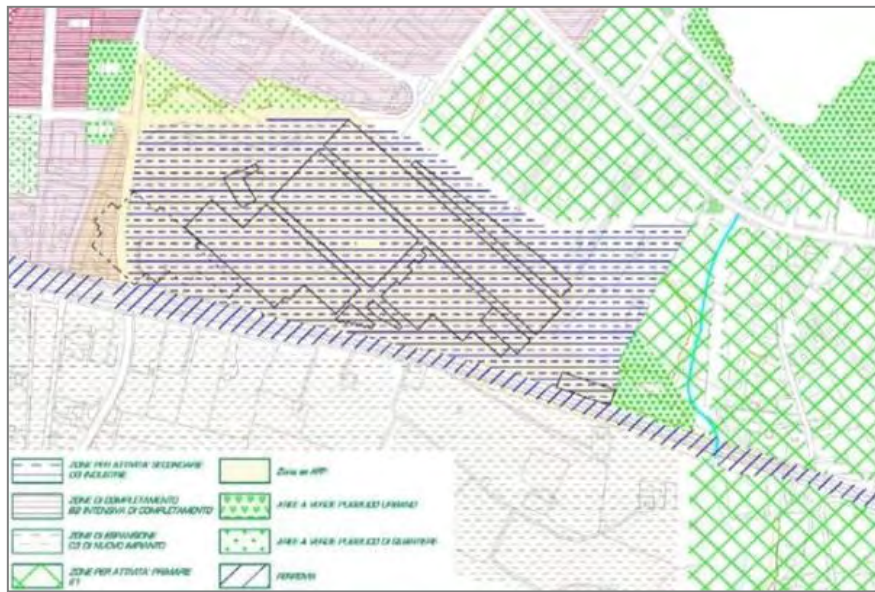 ZONE PER ATTIVITA' SECONDARIE
D3 INDUSTRIE
ZONE DI COMPLETAMENTO
B2 INTENSIVA DI COMPLETAMENTO
ZONE DI ESPANSIONE
C3 DI NUOVO IMPIANTO
ZONE PER ATTIVITA' PRIMARIE
E1
Zona ex APP
AREE A VERDE PUBBLICO URBANO
AREE A VERDE PUBBLICO DI QUARTIERE
FERROVIA